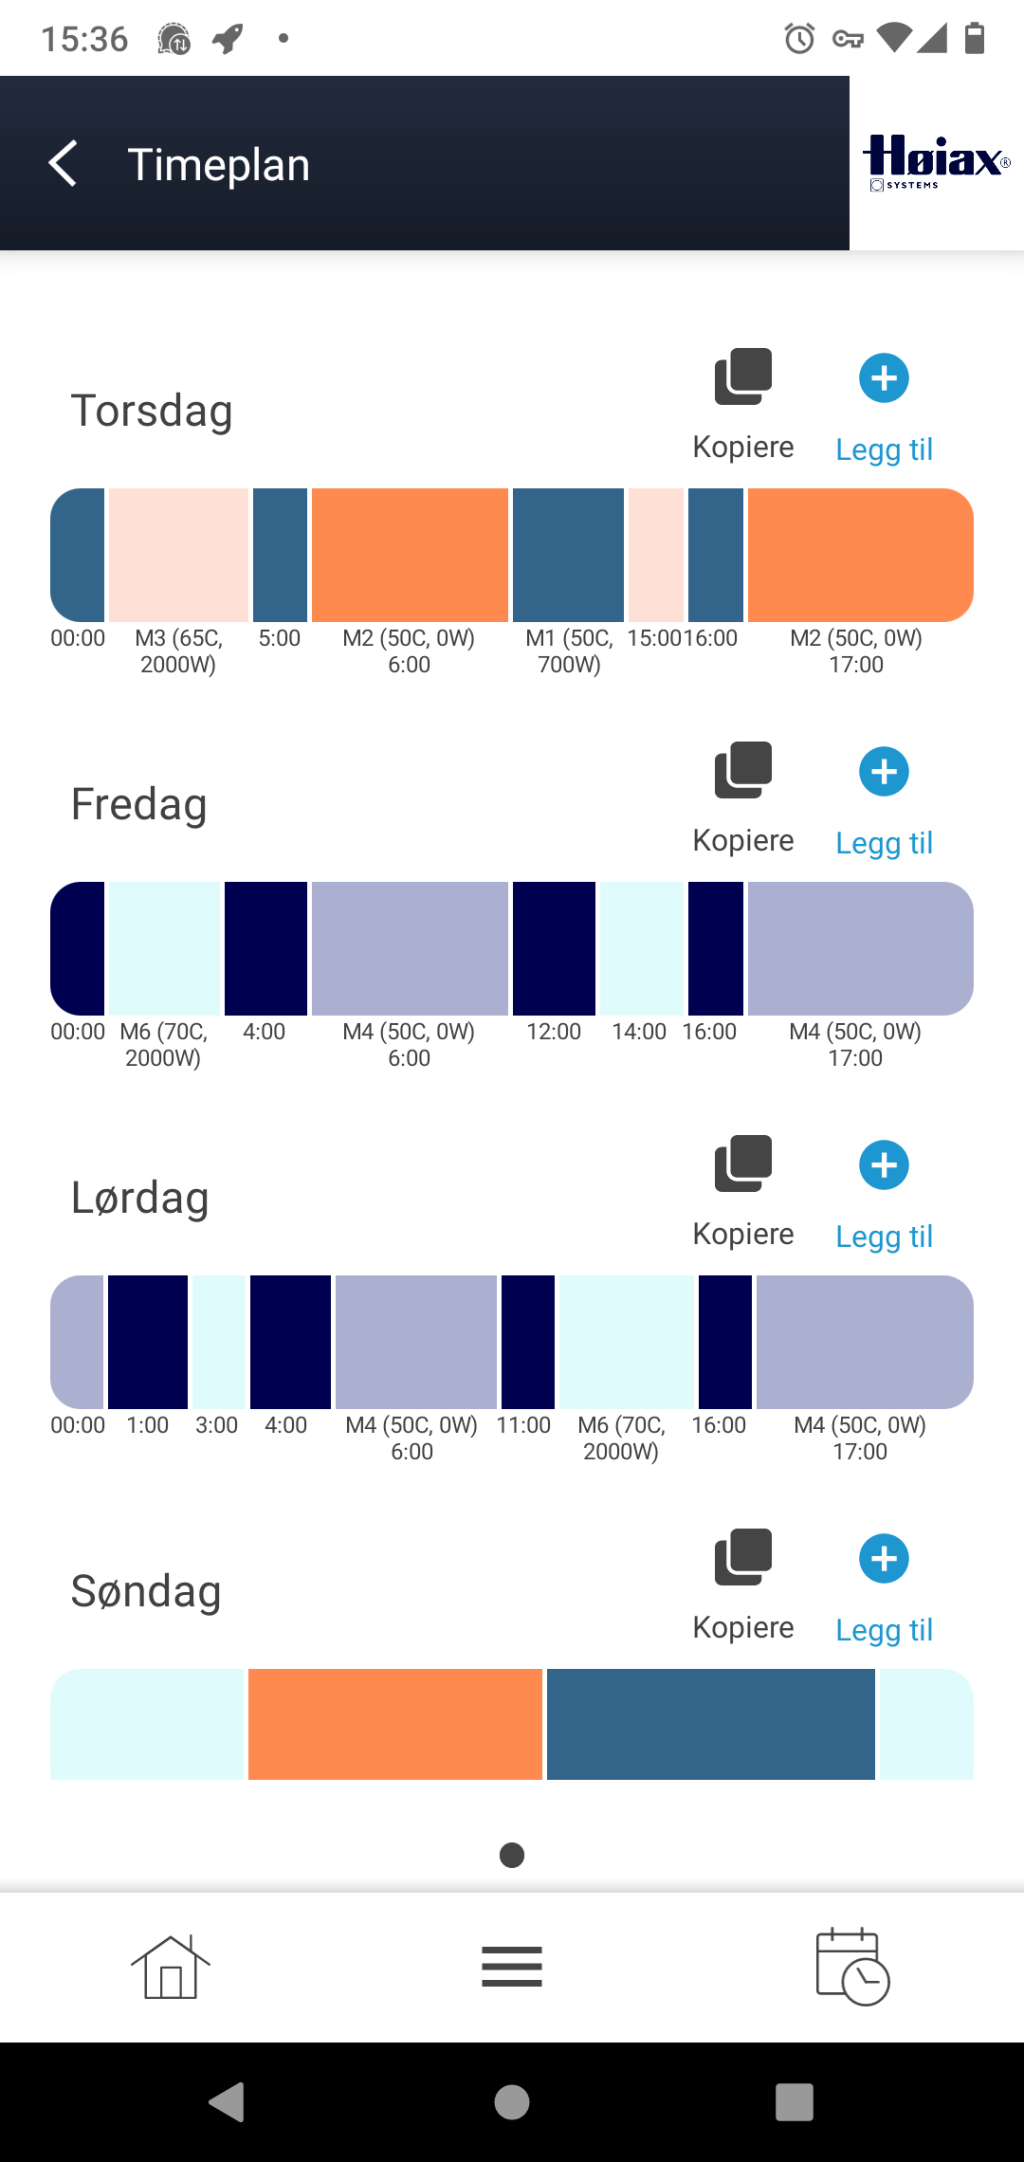 15:36
Timeplan
Høiax®
SYSTEMS
Torsdag
Kopiere
Legg til
00:00 M3 (65C, 5:00 M2 (50C, 0W) M1 (50C, 15:00 16:00 M2 (50C, 0W)
2000W) 6:00 700W) 17:00
Fredag
Kopiere
Legg til
00:00 M6 (70C, 4:00 M4 (50C, 0W) 12:00 14:00 16:00 M4 (50C, 0W)
2000W) 6:00 17:00
Lørdag
Kopiere
Legg til
00:00 1:00 3:00 4:00 M4 (50C, 0W) 11:00 M6 (70C, 16:00 M4 (50C, 0W)
6:00 2000W) 17:00
Søndag
Kopiere
Legg til